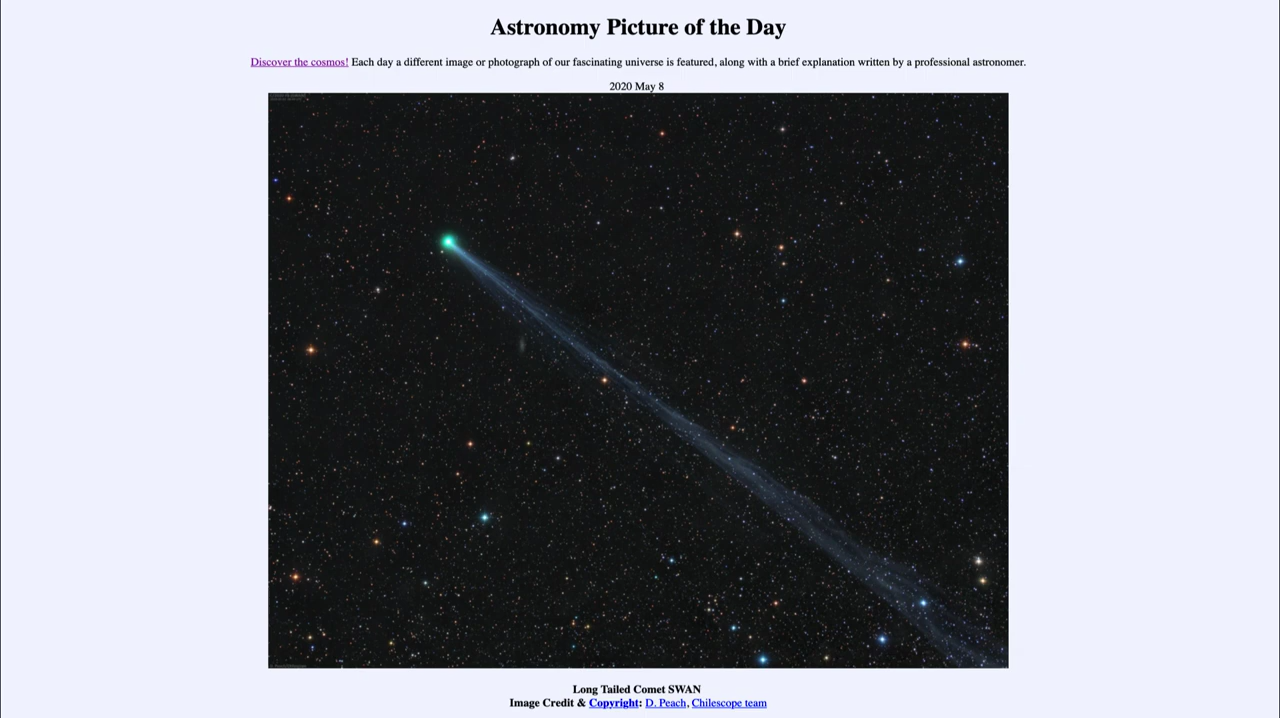 Astronomy Picture of the Day
Discover the cosmos! Each day a different image or photograph of our fascinating universe is featured, along with a brief explanation written by a professional astronomer.
2020 May 8
Long Tailed Comet SWAN
Image Credit & Copyright: D. Peach, Chilescope team